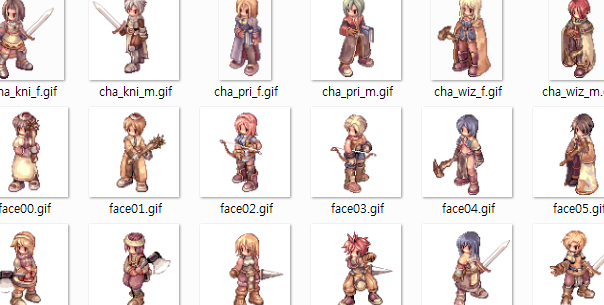 cha_kni_f.gif
cha_kni_m.gif
cha_pri_f.gif
cha_pri_m.gif
cha_wiz_f.gif
cha_wiz_m.
face00.gif
face01.gif
face02.gif
face03.gif
face04.gif
face05.gif